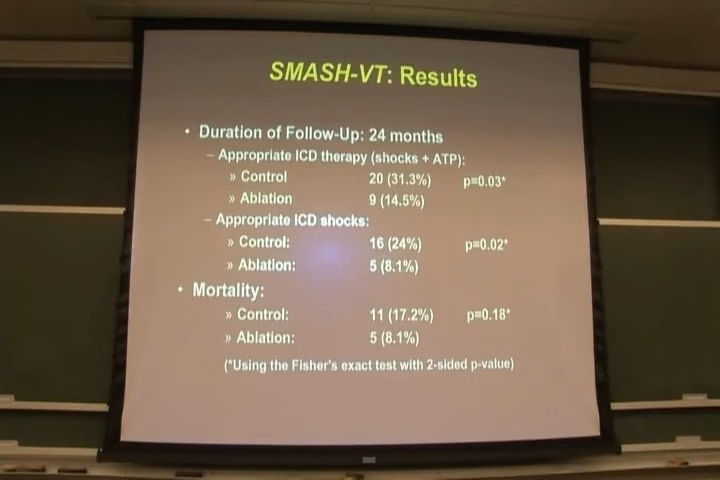 SMASH-VT: Results
• Duration of Follow-Up: 24 months
– Appropriate ICD therapy (shocks + ATP):
» Control 20 (31.3%) p=0.03*
» Ablation 9 (14.5%)
– Appropriate ICD shocks:
» Control: 16 (24%) p=0.02*
» Ablation: 5 (8.1%)
• Mortality:
» Control: 11 (17.2%) p=0.18*
» Ablation: 5 (8.1%)
(*Using the Fisher's exact test with 2-sided p-value)